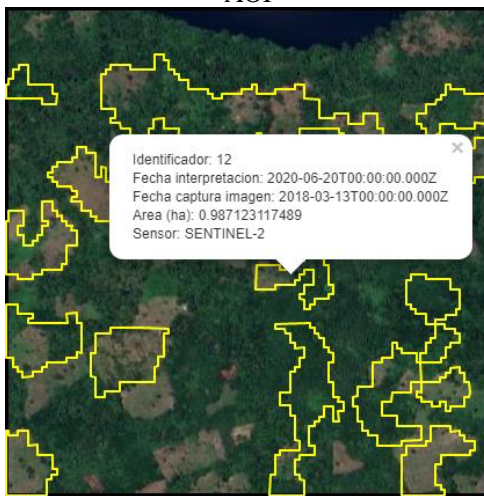 AOI
×
Identificador: 12
Fecha interpretacion: 2020-06-20T00:00:00.000Z
Fecha captura imagen: 2018-03-13T00:00:00.000Z
Area (ha): 0.987123117489
Sensor: SENTINEL-2